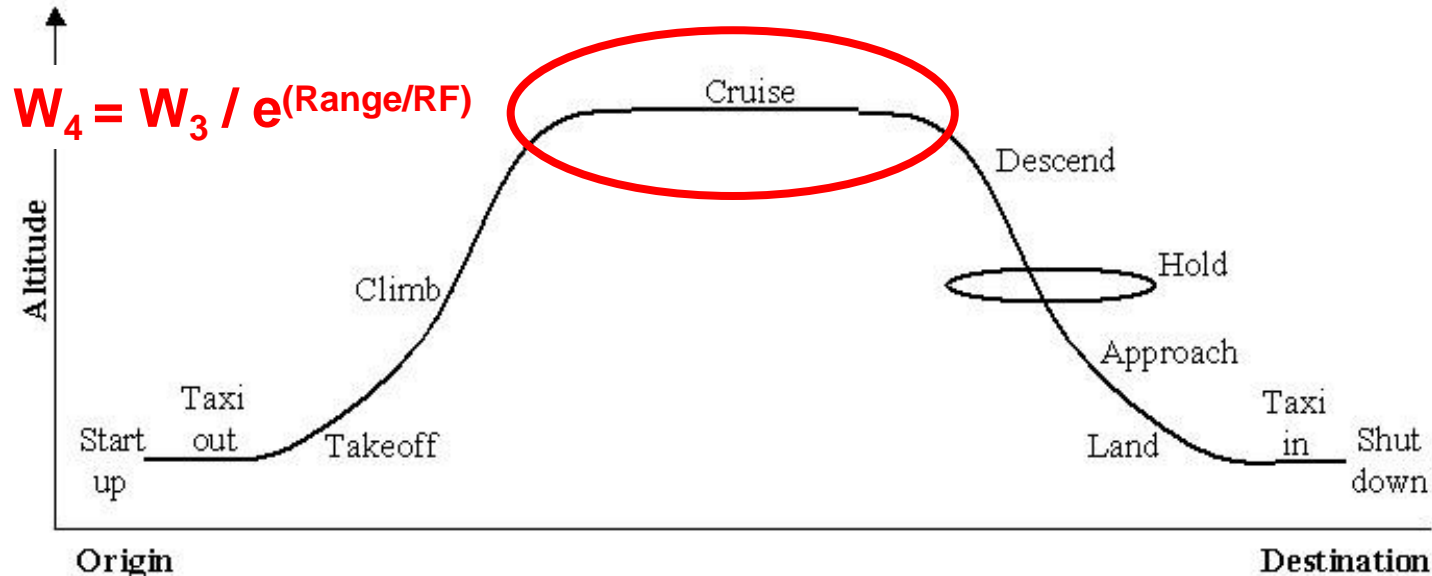 W₄ = W₃ / e^(Range/RF)
Cruise
Descend
Hold
Climb
Approach
Altitude
Taxi
out
Taxi
in
Start
up
Takeoff
Land
Shut
down
Origin
Destination